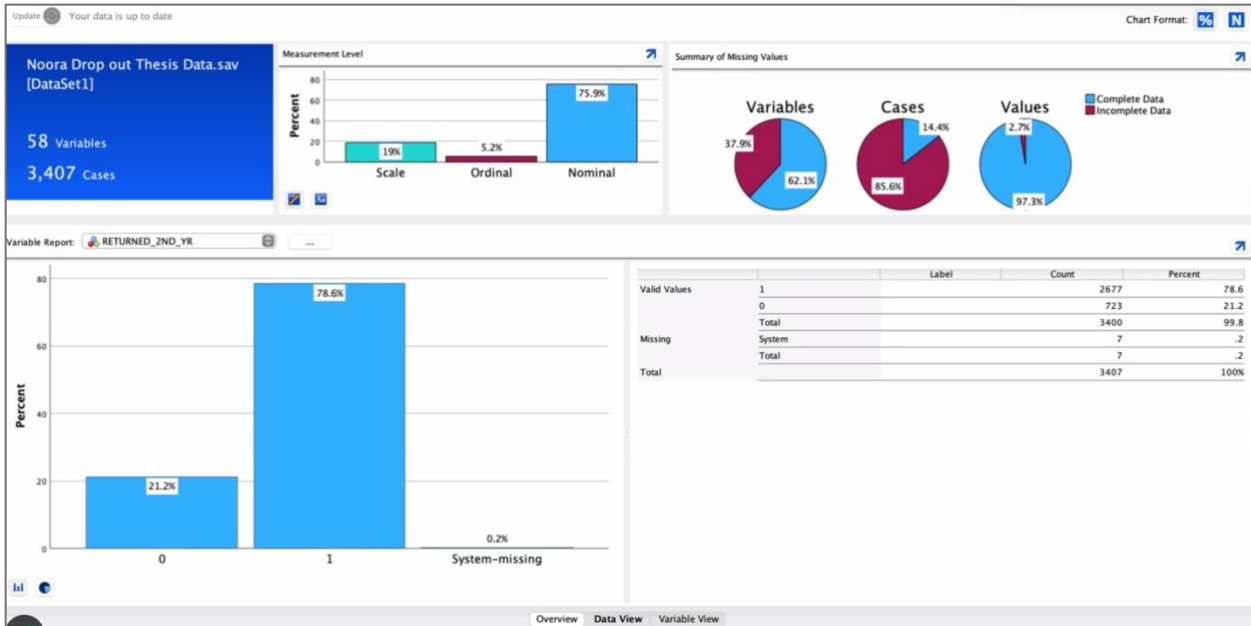 Update Your data is up to date
Chart Format: % N
Noora Drop out Thesis Data.sav
[DataSet1]
58 Variables
3,407 Cases
Measurement Level
Percent
80
60
40
20
0
19%
5.2%
75.9%
Scale Ordinal Nominal
Summary of Missing Values
Variables Cases Values
Complete Data
Incomplete Data
37.9%
62.1%
14.4%
85.6%
2.7%
97.3%
Variable Report: RETURNED_2ND_YR ...
Percent
80
60
40
20
0
21.2%
78.6%
0.2%
0 1 System-missing
Label Count Percent
Valid Values 1 2677 78.6
0 723 21.2
Total 3400 99.8
Missing System 7 .2
Total 7 .2
Total 3407 100%
Overview Data View Variable View